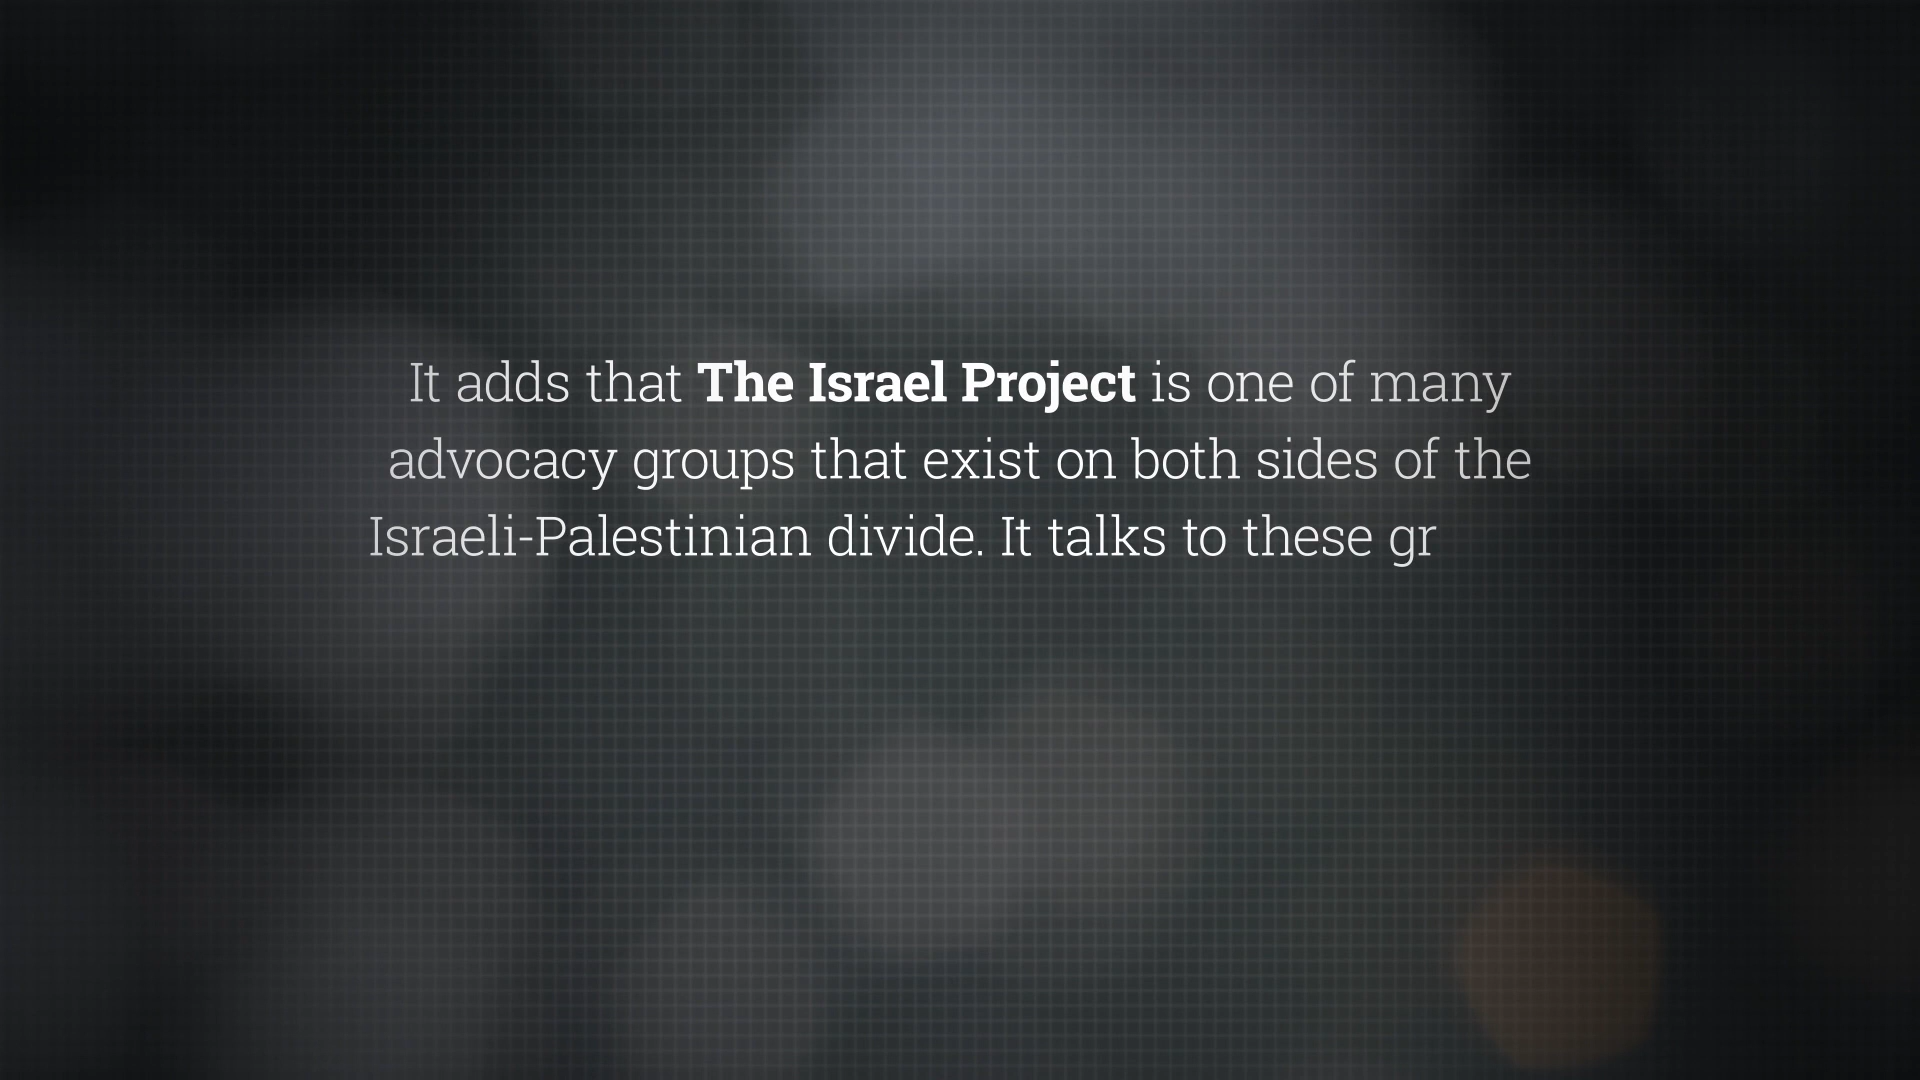 It adds that The Israel Project is one of many
advocacy groups that exist on both sides of the
Israeli-Palestinian divide. It talks to these gr